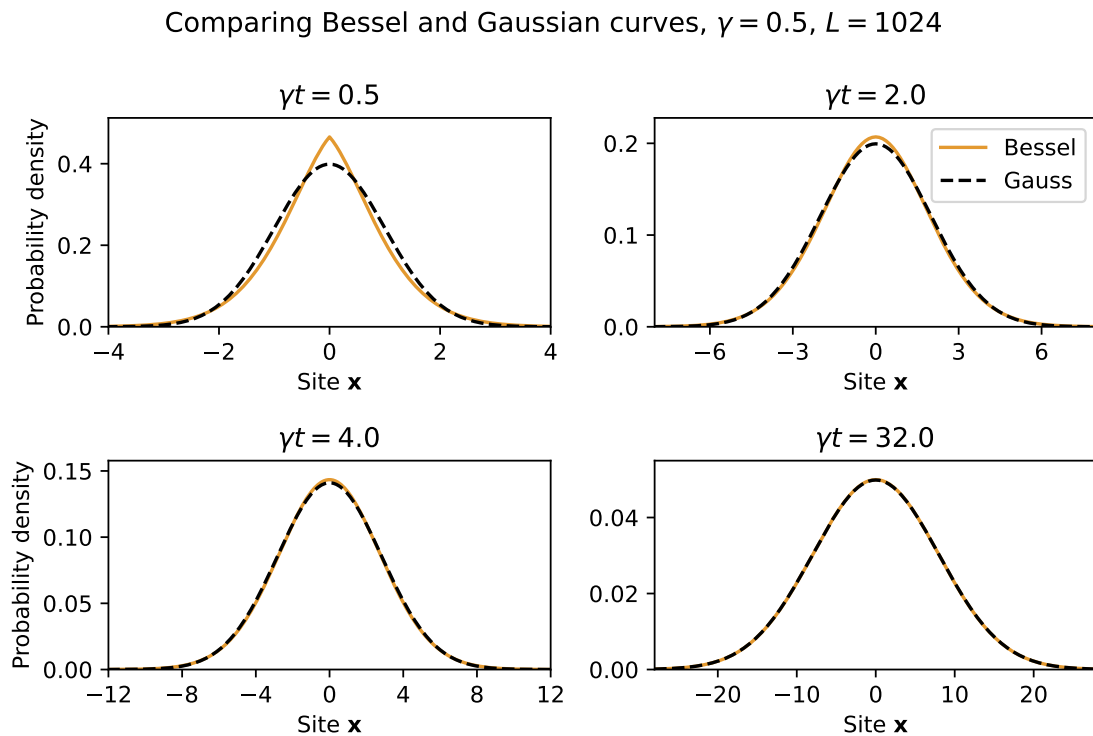 Comparing Bessel and Gaussian curves, γ = 0.5, L = 1024
γt = 0.5
Probability density
0.4
0.2
0.0
−4 −2 0 2 4
Site x
γt = 2.0
0.2
0.1
0.0
Bessel
Gauss
−6 −3 0 3 6
Site x
γt = 4.0
Probability density
0.15
0.10
0.05
0.00
−12 −8 −4 0 4 8 12
Site x
γt = 32.0
0.04
0.02
0.00
−20 −10 0 10 20
Site x